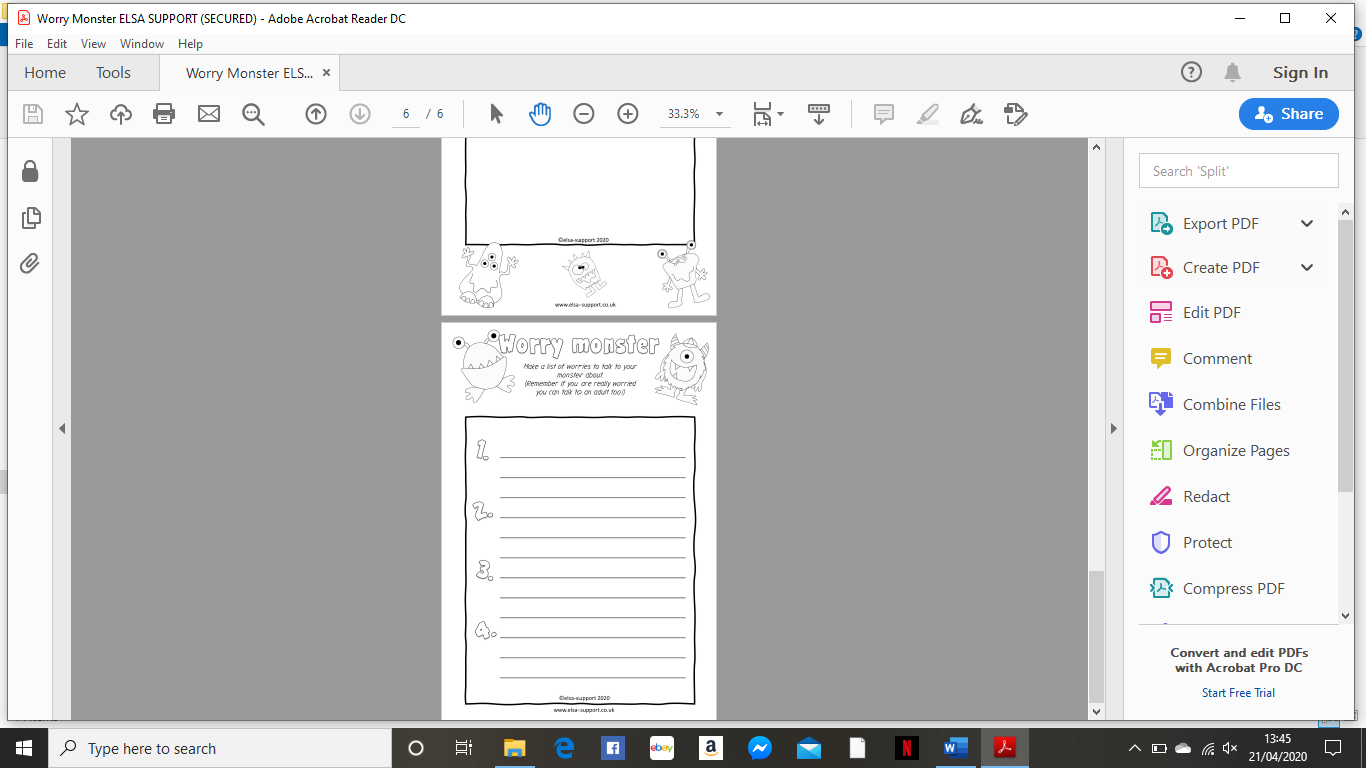 Worry Monster ELSA SUPPORT (SECURED) - Adobe Acrobat Reader DC
File Edit View Window Help
Home Tools Worry Monster ELS... × Sign In
6 / 6 33.3% Share
©elsa-support 2020
www.elsa-support.co.uk
Worry monster
Make a list of worries to talk to your
monster about.
(Remember if you are really worried
you can talk to an adult too!)
1.
2.
3.
4.
©elsa-support 2020
www.elsa-support.co.uk
Search 'Split'
Export PDF
Create PDF
Edit PDF
Comment
Combine Files
Organize Pages
Redact
Protect
Compress PDF
Convert and edit PDFs
with Acrobat Pro DC
Start Free Trial
Type here to search
ebay
13:45
21/04/2020